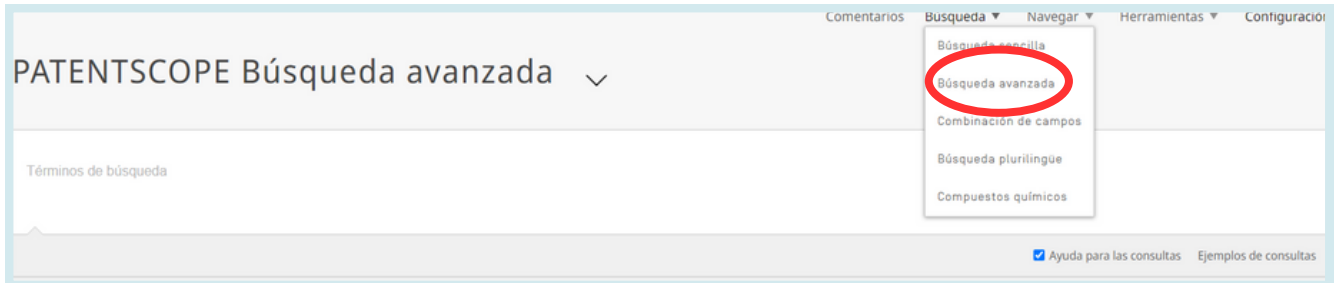 Comentarios Búsqueda ▼ Navegar ▼ Herramientas ▼ Configuración
PATENTSCOPE Búsqueda avanzada
Búsqueda sencilla
Búsqueda avanzada
Combinación de campos
Búsqueda plurilingüe
Compuestos químicos
Términos de búsqueda
Ayuda para las consultas Ejemplos de consultas